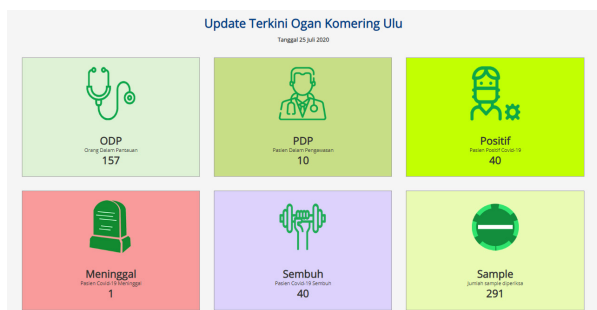 Update Terkini Ogan Komering Ulu
Tanggal 25 Juli 2020
ODP
Orang Dalam Pantauan
157
PDP
Pasien Dalam Pengawasan
10
Positif
Pasien Positif Covid-19
40
Meninggal
Pasien Covid-19 Meninggal
1
Sembuh
Pasien Covid-19 Sembuh
40
Sample
Jumlah sample diperiksa
291